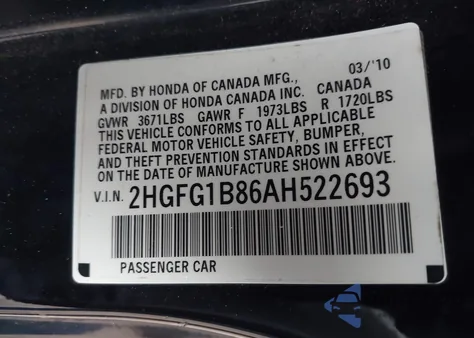 MFD. BY HONDA OF CANADA MFG., 03/'10
A DIVISION OF HONDA CANADA INC. CANADA
GVWR 3671LBS GAWR F 1973LBS R 1720LBS
THIS VEHICLE CONFORMS TO ALL APPLICABLE
FEDERAL MOTOR VEHICLE SAFETY, BUMPER,
AND THEFT PREVENTION STANDARDS IN EFFECT
ON THE DATE OF MANUFACTURE SHOWN ABOVE.
V.I.N. 2HGFG1B86AH522693
PASSENGER CAR